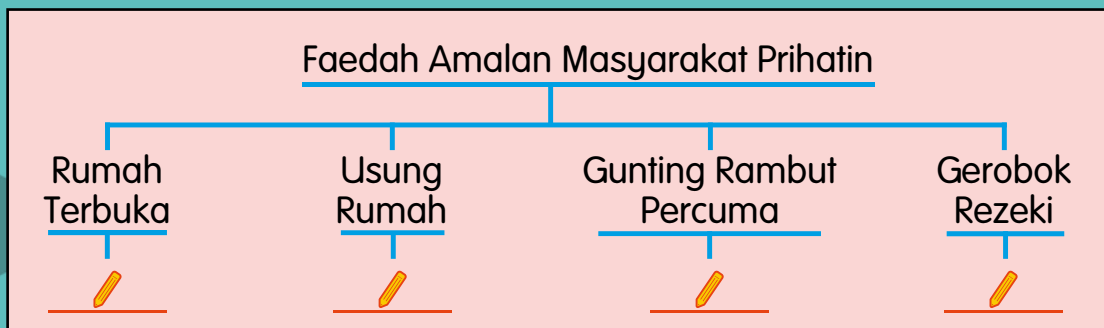 Faedah Amalan Masyarakat Prihatin
Rumah
Terbuka
Usung
Rumah
Gunting Rambut
Percuma
Gerobok
Rezeki